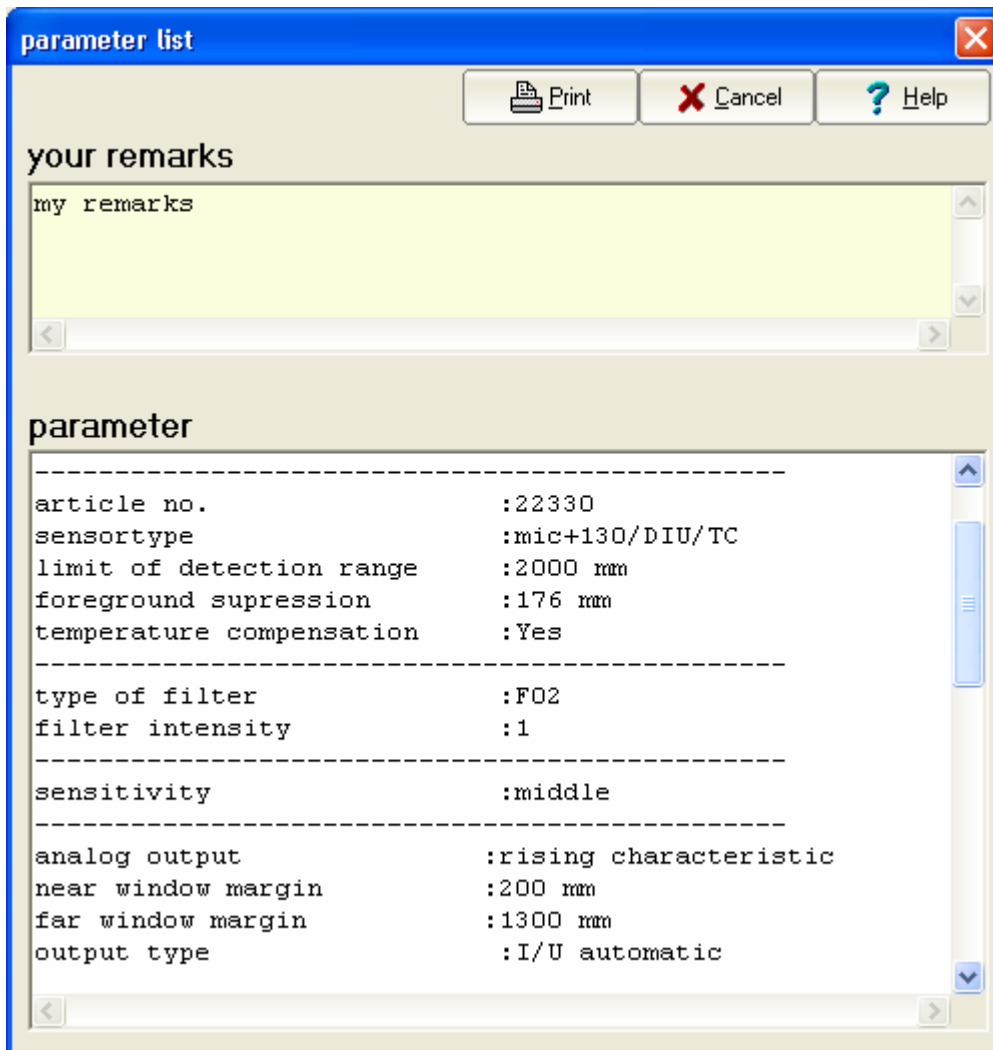 parameter list
Print Cancel Help
your remarks
my remarks
parameter
-----------------------------------------------
article no. :22330
sensortype :mic+130/DIU/TC
limit of detection range :2000 mm
foreground supression :176 mm
temperature compensation :Yes
-----------------------------------------------
type of filter :F02
filter intensity :1
-----------------------------------------------
sensitivity :middle
-----------------------------------------------
analog output :rising characteristic
near window margin :200 mm
far window margin :1300 mm
output type :I/U automatic